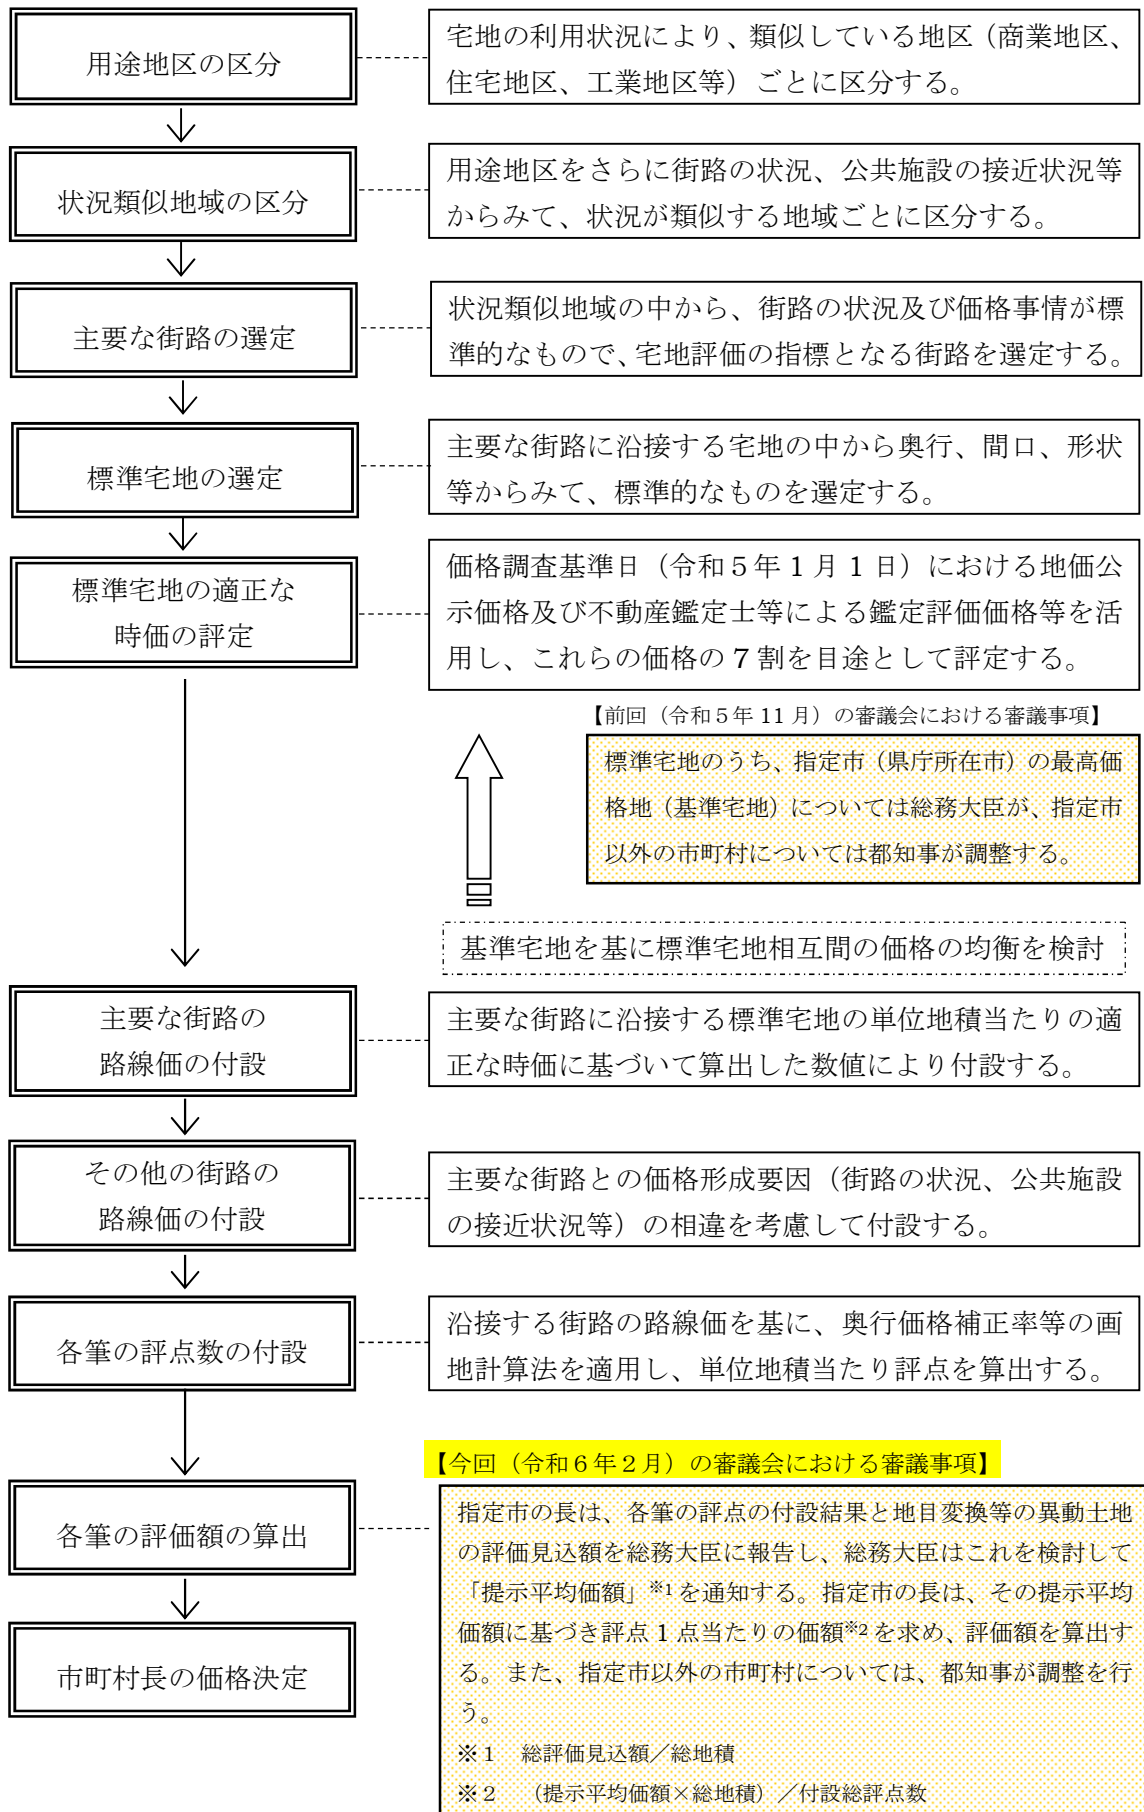 用途地区の区分
宅地の利用状況により、類似している地区（商業地区、
住宅地区、工業地区等）ごとに区分する。
状況類似地域の区分
用途地区をさらに街路の状況、公共施設の接近状況等
からみて、状況が類似する地域ごとに区分する。
主要な街路の選定
状況類似地域の中から、街路の状況及び価格事情が標
準的なもので、宅地評価の指標となる街路を選定する。
標準宅地の選定
主要な街路に沿接する宅地の中から奥行、間口、形状
等からみて、標準的なものを選定する。
標準宅地の適正な
時価の評定
価格調査基準日（令和５年１月１日）における地価公
示価格及び不動産鑑定士等による鑑定評価価格等を活
用し、これらの価格の７割を目途として評定する。
【前回（令和５年 11 月）の審議会における審議事項】
標準宅地のうち、指定市（県庁所在市）の最高価
格地（基準宅地）については総務大臣が、指定市
以外の市町村については都知事が調整する。
基準宅地を基に標準宅地相互間の価格の均衡を検討
主要な街路の
路線価の付設
主要な街路に沿接する標準宅地の単位地積当たりの適
正な時価に基づいて算出した数値により付設する。
その他の街路の
路線価の付設
主要な街路との価格形成要因（街路の状況、公共施設
の接近状況等）の相違を考慮して付設する。
各筆の評点数の付設
沿接する街路の路線価を基に、奥行価格補正率等の画
地計算法を適用し、単位地積当たり評点を算出する。
【今回（令和６年２月）の審議会における審議事項】
各筆の評価額の算出
指定市の長は、各筆の評点の付設結果と地目変換等の異動土地
の評価見込額を総務大臣に報告し、総務大臣はこれを検討して
「提示平均価額」※1 を通知する。指定市の長は、その提示平均
価額に基づき評点 1 点当たりの価額※2 を求め、評価額を算出す
る。また、指定市以外の市町村については、都知事が調整を行
う。
※１　総評価見込額／総地積
※２　（提示平均価額×総地積）／付設総評点数
市町村長の価格決定